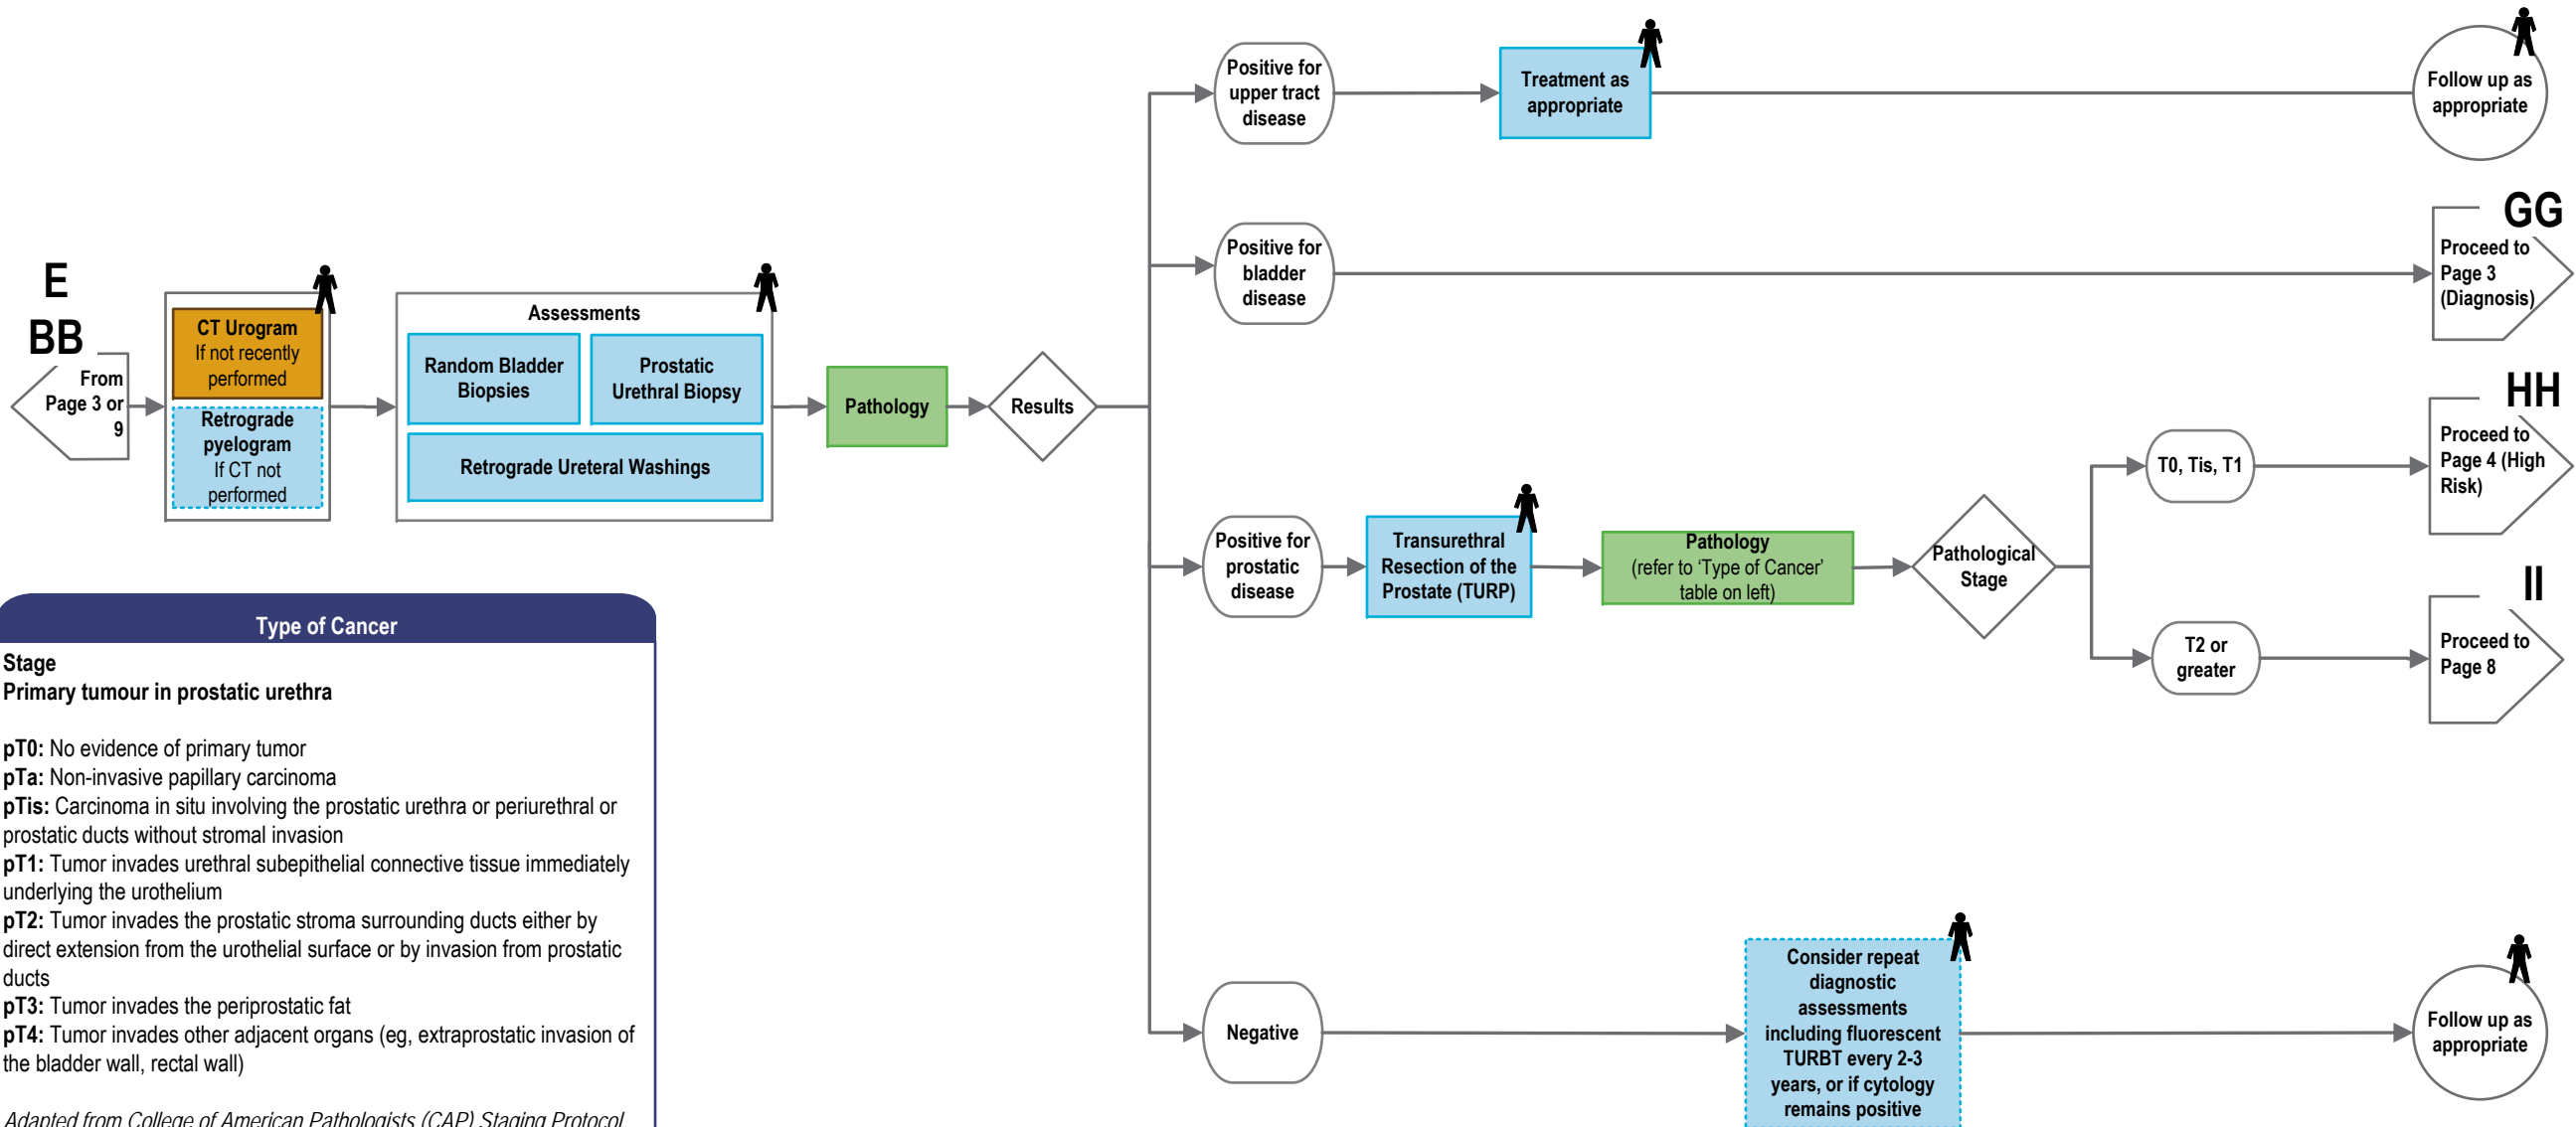 E
BB
From
Page 3 or
9
CT Urogram
If not recently
performed
Retrograde
pyelogram
If CT not
performed
Assessments
Random Bladder
Biopsies
Prostatic
Urethral Biopsy
Retrograde Ureteral Washings
Pathology
Results
Positive for
upper tract
disease
Treatment as
appropriate
Follow up as
appropriate
Positive for
bladder
disease
GG
Proceed to
Page 3
(Diagnosis)
Positive for
prostatic
disease
Transurethral
Resection of the
Prostate (TURP)
Pathology
(refer to ‘Type of Cancer’
table on left)
Pathological
Stage
T0, Tis, T1
HH
Proceed to
Page 4 (High
Risk)
T2 or
greater
II
Proceed to
Page 8
Negative
Consider repeat
diagnostic
assessments
including fluorescent
TURBT every 2-3
years, or if cytology
remains positive
Follow up as
appropriate
Type of Cancer
Stage
Primary tumour in prostatic urethra
pT0: No evidence of primary tumor
pTa: Non-invasive papillary carcinoma
pTis: Carcinoma in situ involving the prostatic urethra or periurethral or
prostatic ducts without stromal invasion
pT1: Tumor invades urethral subepithelial connective tissue immediately
underlying the urothelium
pT2: Tumor invades the prostatic stroma surrounding ducts either by
direct extension from the urothelial surface or by invasion from prostatic
ducts
pT3: Tumor invades the periprostatic fat
pT4: Tumor invades other adjacent organs (eg, extraprostatic invasion of
the bladder wall, rectal wall)
Adapted from College of American Pathologists (CAP) Staging Protocol